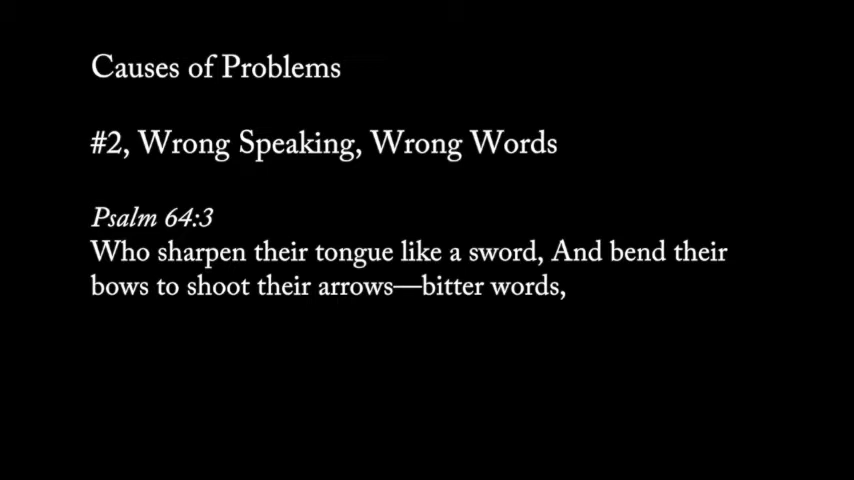 Causes of Problems
#2, Wrong Speaking, Wrong Words
Psalm 64:3
Who sharpen their tongue like a sword, And bend their
bows to shoot their arrows—bitter words,